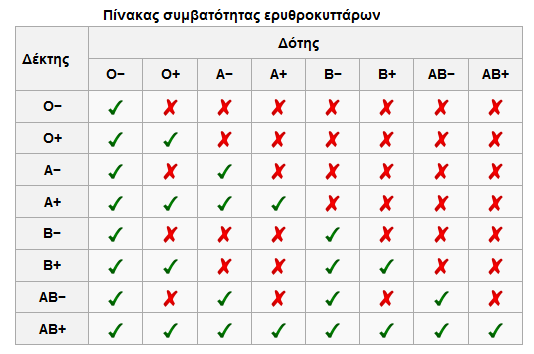 Πίνακας συμβατότητας ερυθροκυττάρων
Δέκτης Δότης
O− O+ A− A+ B− B+ AB− AB+
O− ✓ ✗ ✗ ✗ ✗ ✗ ✗ ✗
O+ ✓ ✓ ✗ ✗ ✗ ✗ ✗ ✗
A− ✓ ✗ ✓ ✗ ✗ ✗ ✗ ✗
A+ ✓ ✓ ✓ ✓ ✗ ✗ ✗ ✗
B− ✓ ✗ ✗ ✗ ✓ ✗ ✗ ✗
B+ ✓ ✓ ✗ ✗ ✓ ✓ ✗ ✗
AB− ✓ ✗ ✓ ✗ ✓ ✗ ✓ ✗
AB+ ✓ ✓ ✓ ✓ ✓ ✓ ✓ ✓